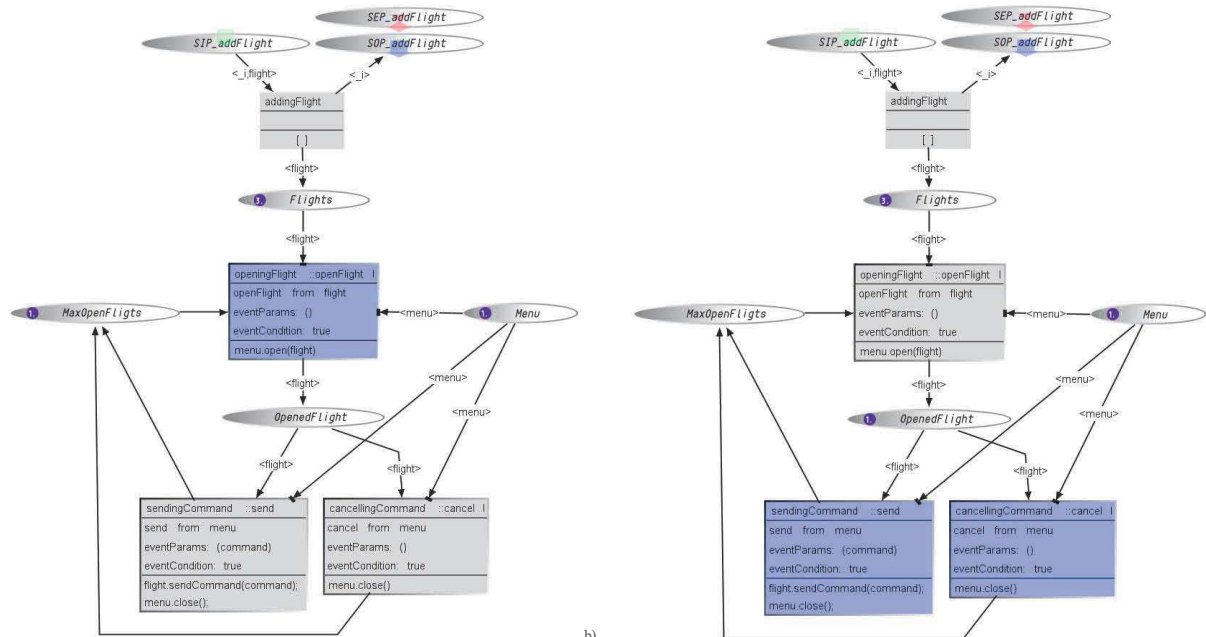 SEP_addFlight
SIP_addFlight
SOP_addFlight
<_i,flight>
<_i>
addingFlight
[ ]
<flight>
3. Flights
<flight>
openingFlight ::openFlight I
openFlight from flight
eventParams: ()
eventCondition: true
menu.open(flight)
1. MaxOpenFligts
<menu>
1. Menu
<flight>
<menu>
OpenedFlight
<menu>
<flight>
<flight>
sendingCommand ::send
send from menu
eventParams: (command)
eventCondition: true
flight.sendCommand(command);
menu.close();
cancellingCommand ::cancel I
cancel from menu
eventParams: ()
eventCondition: true
menu.close()
b)
SEP_addFlight
SIP_addFlight
SOP_addFlight
<_i,flight>
<_i>
addingFlight
[ ]
<flight>
3. Flights
<flight>
openingFlight ::openFlight I
openFlight from flight
eventParams: ()
eventCondition: true
menu.open(flight)
MaxOpenFligts
<menu>
1. Menu
<flight>
<menu>
1. OpenedFlight
<menu>
<flight>
<flight>
sendingCommand ::send
send from menu
eventParams: (command)
eventCondition: true
flight.sendCommand(command);
menu.close();
cancellingCommand ::cancel I
cancel from menu
eventParams: ()
eventCondition: true
menu.close()